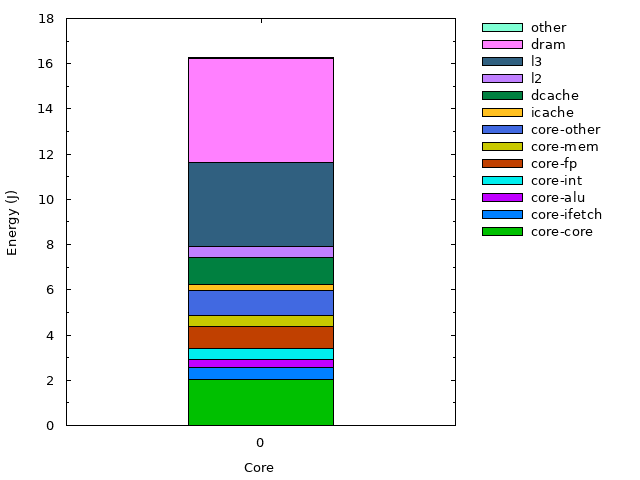 18
16
14
12
10
8
6
4
2
0
Energy (J)
0
Core
other
dram
l3
l2
dcache
icache
core-other
core-mem
core-fp
core-int
core-alu
core-ifetch
core-core